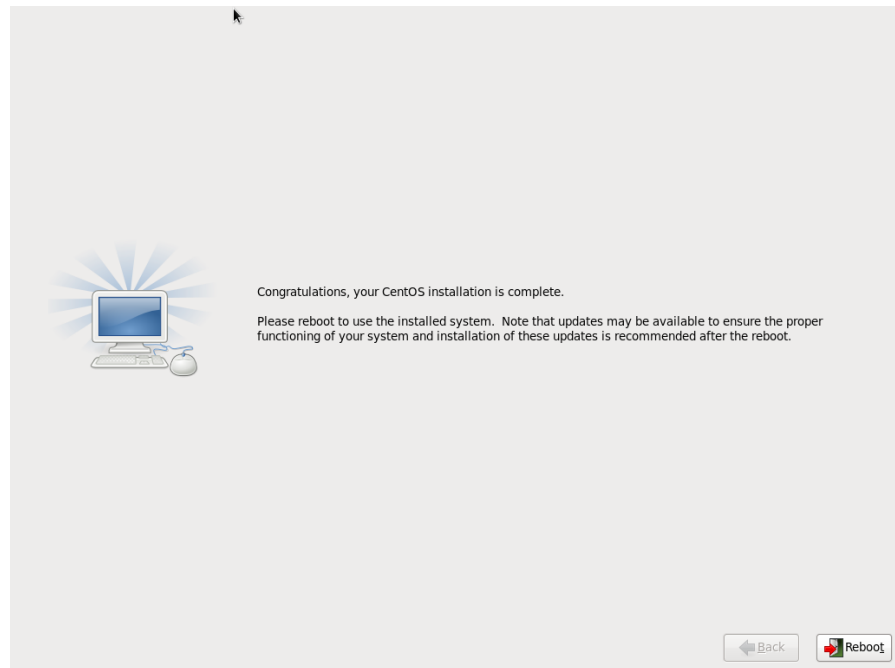 Congratulations, your CentOS installation is complete.
Please reboot to use the installed system.  Note that updates may be available to ensure the proper
functioning of your system and installation of these updates is recommended after the reboot.
Back
Reboot